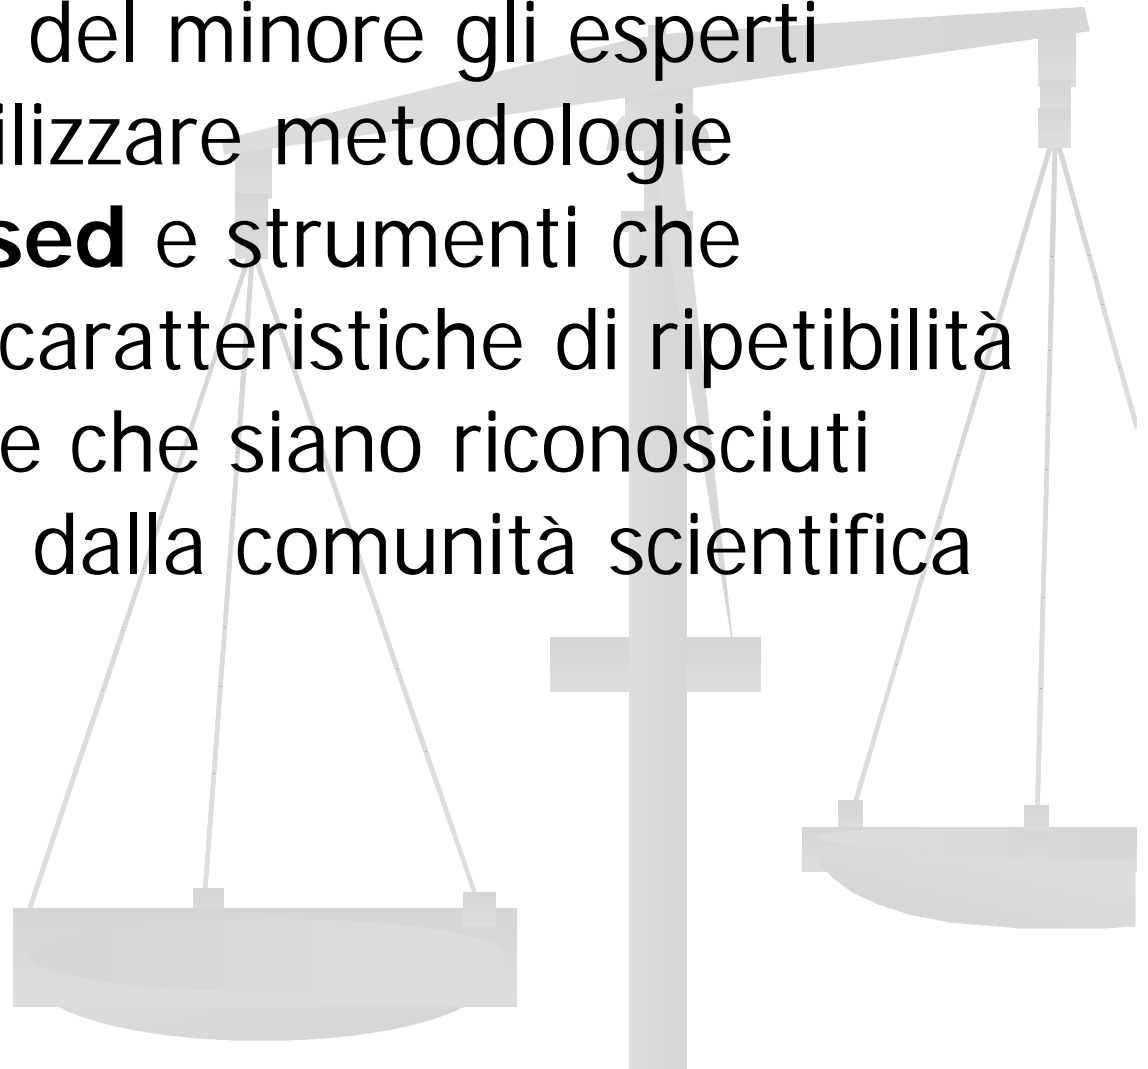 del minore gli esperti
ilizzare metodologie
sed e strumenti che
caratteristiche di ripetibilità
e che siano riconosciuti
dalla comunità scientifica